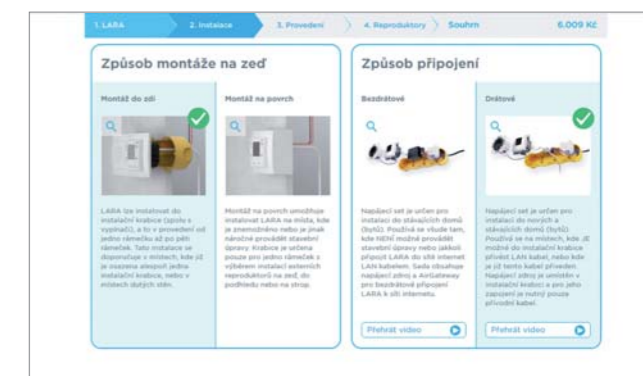 1. LARA
2. Instalace
3. Provedení
4. Reproduktory
Souhrn
6.009 Kč
Způsob montáže na zeď
Montáž do zdi
LARA lze instalovat do
instalační krabice (spolu s
vypínači), a to v provedení od
jedno rámečku až po pěti
rámeček. Tato instalace se
doporučuje v místech, kde již
je osazena alespoň jedna
instalační krabice, nebo v
místech dutých stěn.
Montáž na povrch
Montáž na povrch umožňuje
instalovat LARA na místa, kde
je znemožněno nebo je jinak
náročné provádět stavební
úpravy. Krabice je určena
pouze pro jedno rámeček s
výběrem instalací externích
reproduktorů na zeď, do
podhledu nebo na strop.
Způsob připojení
Bezdrátové
Napájecí set je určen pro
instalaci do stávajících domů
(bytů). Používá se všude tam,
kde NENÍ možné provádět
stavební úpravy nebo jakkoli
připojit LARA do sítě internet
LAN kabelem. Sada obsahuje
napájecí zdroj a AirGateway
pro bezdrátové připojení
LARA k síti internetu.
Přehrát video
Drátové
Napájecí set je určen pro
instalaci do nových a
stávajících domů (bytů)
Používá se na místech, kde JE
možné do instalační krabice
přivést LAN kabel, nebo kde
je již tento kabel přiveden.
Napájecí zdroj je umístěn v
instalační krabici a pro jeho
zapojení je nutný pouze
přívodní kabel.
Přehrát video